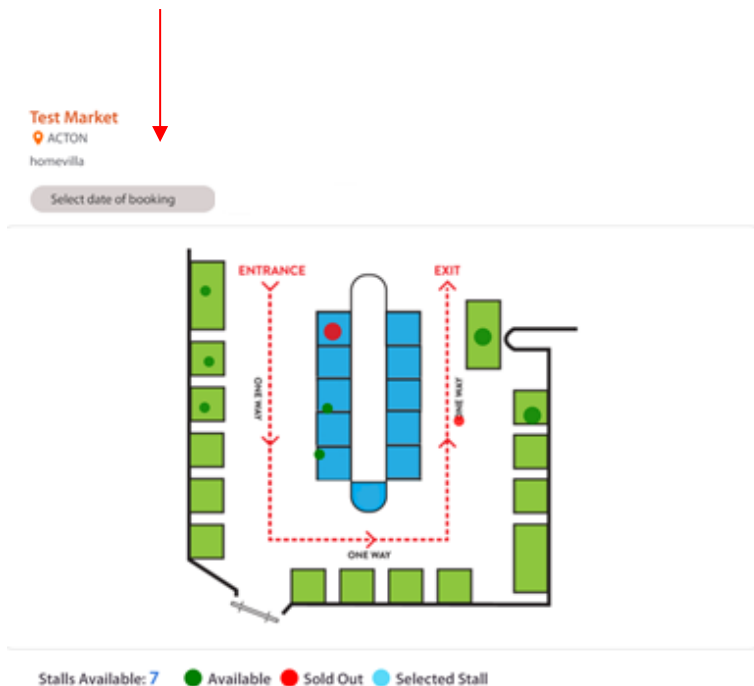 Test Market
ACTON
homevilla
Select date of booking
ENTRANCE
EXIT
ONE WAY
ONE WAY
ONE WAY
Stalls Available: 7
Available
Sold Out
Selected Stall